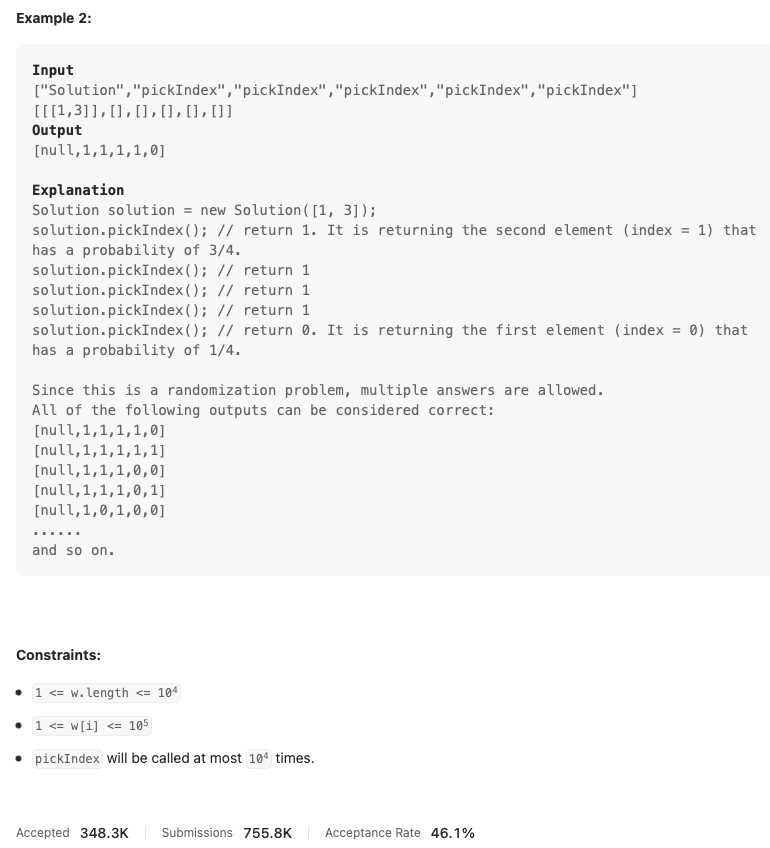 Example 2:
Input
["Solution","pickIndex","pickIndex","pickIndex","pickIndex","pickIndex"]
[[[1,3]],[],[],[],[],[]]
Output
[null,1,1,1,1,0]
Explanation
Solution solution = new Solution([1, 3]);
solution.pickIndex(); // return 1. It is returning the second element (index = 1) that
has a probability of 3/4.
solution.pickIndex(); // return 1
solution.pickIndex(); // return 1
solution.pickIndex(); // return 1
solution.pickIndex(); // return 0. It is returning the first element (index = 0) that
has a probability of 1/4.
Since this is a randomization problem, multiple answers are allowed.
All of the following outputs can be considered correct:
[null,1,1,1,1,0]
[null,1,1,1,1,1]
[null,1,1,1,0,0]
[null,1,1,1,0,1]
[null,1,0,1,0,0]
......
and so on.
Constraints:
• 1 <= w.length <= 10⁴
• 1 <= w[i] <= 10⁵
• pickIndex will be called at most 10⁴ times.
Accepted 348.3K Submissions 755.8K Acceptance Rate 46.1%